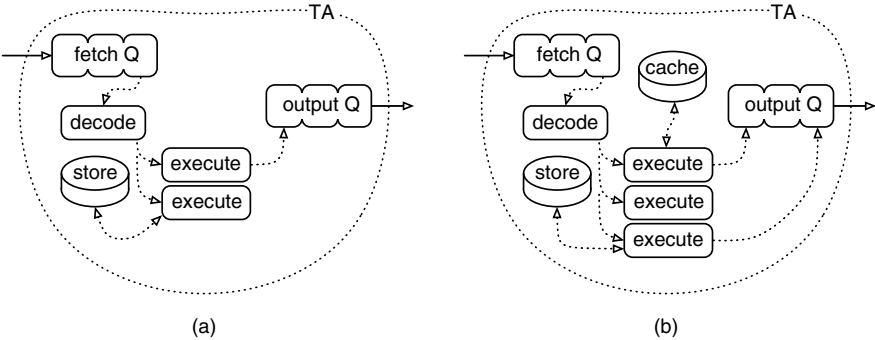 TA
fetch Q
decode
output Q
execute
store
execute
(a)
TA
fetch Q
cache
decode
output Q
execute
store
execute
execute
(b)